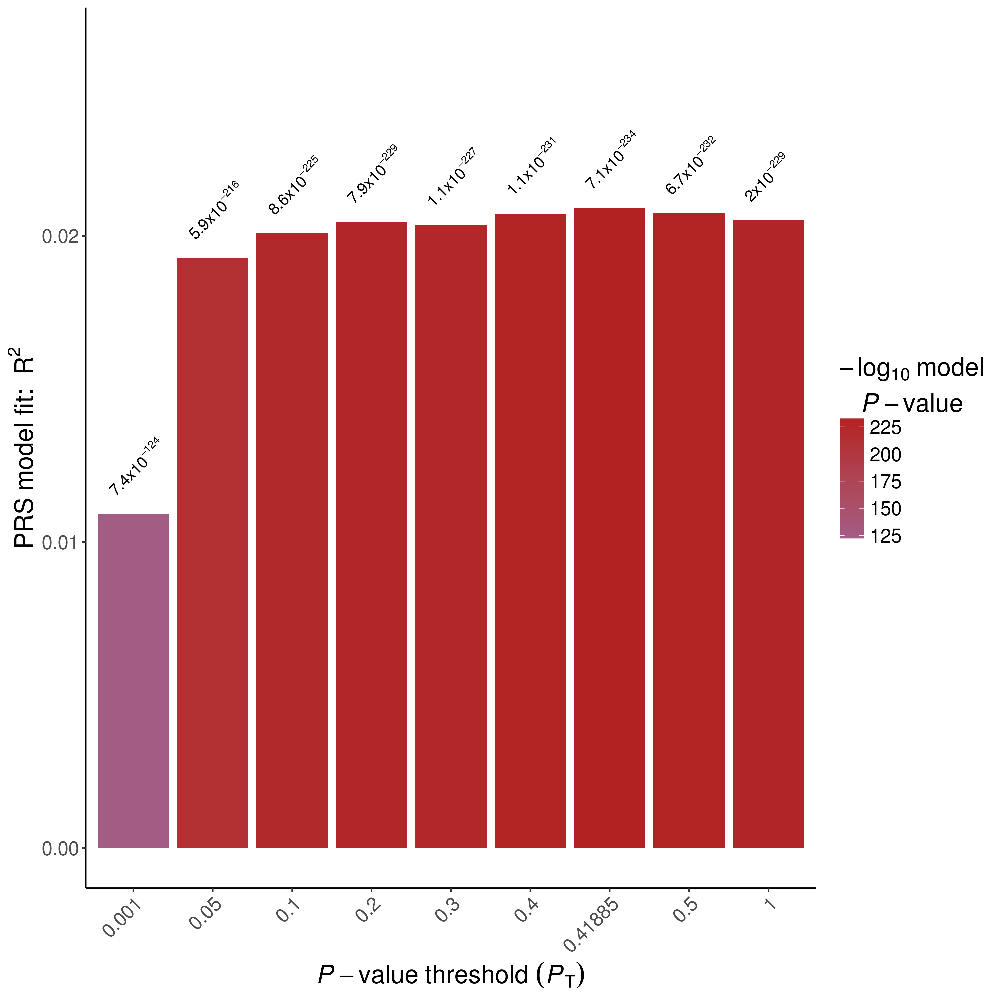 PRS model fit: R²
0.02
0.01
0.00
7.4x10⁻¹²⁴
5.9x10⁻²¹⁶
8.6x10⁻²²⁵
7.9x10⁻²²⁹
1.1x10⁻²²⁷
1.1x10⁻²³¹
7.1x10⁻²³⁴
6.7x10⁻²³²
2x10⁻²²⁹
0.001
0.05
0.1
0.2
0.3
0.4
0.41885
0.5
1
P − value threshold (P_T)
− log₁₀ model
P − value
225
200
175
150
125